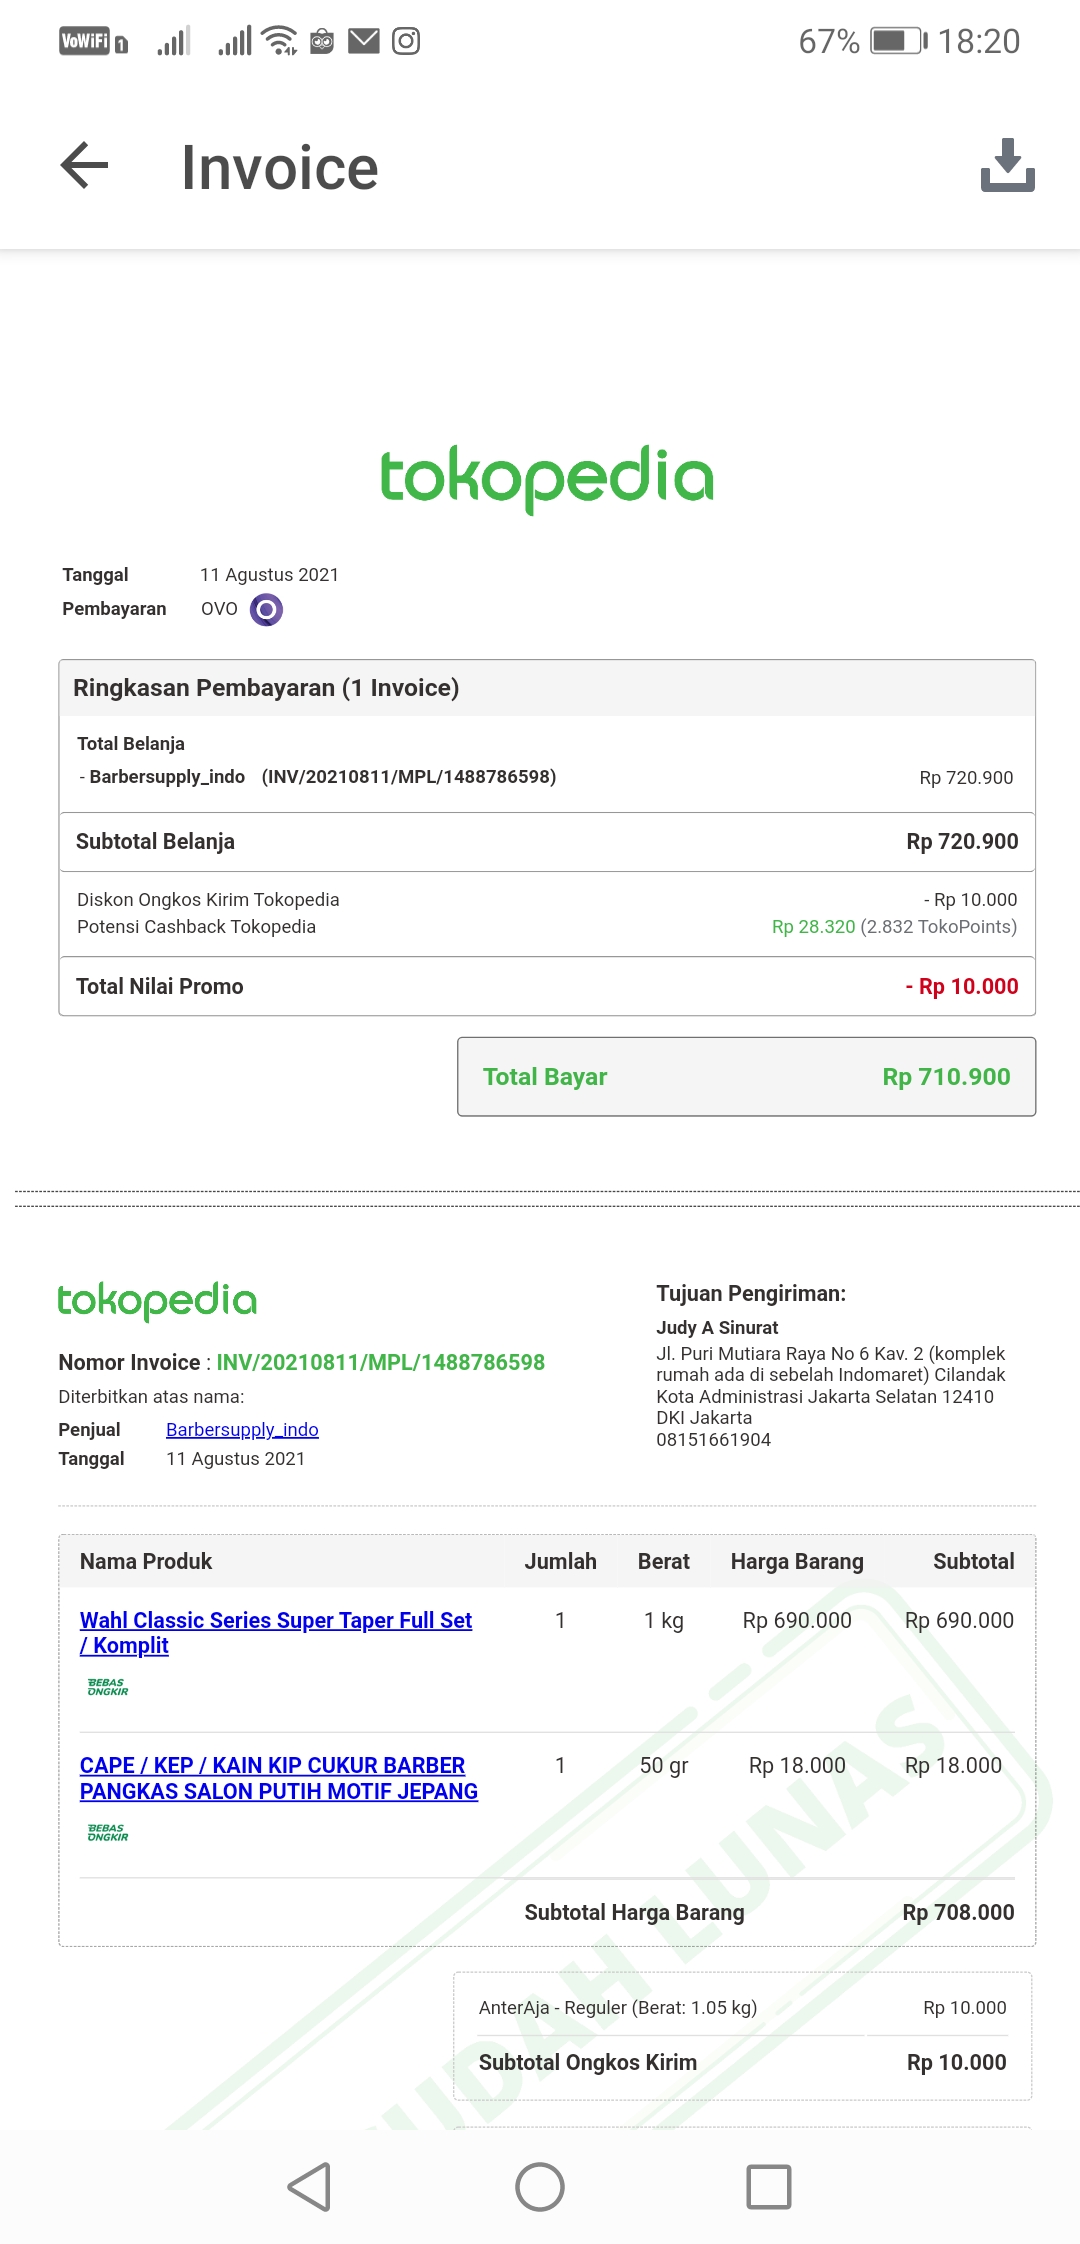 VoWiFi 1 67% 18:20
Invoice
tokopedia
Tanggal 11 Agustus 2021
Pembayaran OVO
Ringkasan Pembayaran (1 Invoice)
Total Belanja
- Barbersupply_indo (INV/20210811/MPL/1488786598) Rp 720.900
Subtotal Belanja Rp 720.900
Diskon Ongkos Kirim Tokopedia - Rp 10.000
Potensi Cashback Tokopedia Rp 28.320 (2.832 TokoPoints)
Total Nilai Promo - Rp 10.000
Total Bayar Rp 710.900
tokopedia
Nomor Invoice : INV/20210811/MPL/1488786598
Diterbitkan atas nama:
Penjual Barbersupply_indo
Tanggal 11 Agustus 2021
Tujuan Pengiriman:
Judy A Sinurat
Jl. Puri Mutiara Raya No 6 Kav. 2 (komplek
rumah ada di sebelah Indomaret) Cilandak
Kota Administrasi Jakarta Selatan 12410
DKI Jakarta
08151661904
Nama Produk Jumlah Berat Harga Barang Subtotal
Wahl Classic Series Super Taper Full Set 1 1 kg Rp 690.000 Rp 690.000
/ Komplit
BEBAS
ONGKIR
CAPE / KEP / KAIN KIP CUKUR BARBER 1 50 gr Rp 18.000 Rp 18.000
PANGKAS SALON PUTIH MOTIF JEPANG
BEBAS
ONGKIR
Subtotal Harga Barang Rp 708.000
AnterAja - Reguler (Berat: 1.05 kg) Rp 10.000
Subtotal Ongkos Kirim Rp 10.000
UDAH LUNAS